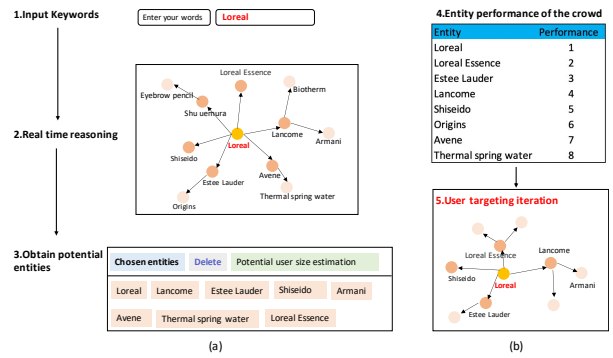 1.Input Keywords
Enter your words
Loreal
Loreal Essence
Eyebrow pencil
Biotherm
Shu uemura
2.Real time reasoning
Loreal
Lancome
Armani
Shiseido
Avene
Estee Lauder
Thermal spring water
Origins
3.Obtain potential
entities
Chosen entities Delete Potential user size estimation
Loreal Lancome Estee Lauder Shiseido Armani
Avene Thermal spring water Loreal Essence
(a)
4.Entity performance of the crowd
Entity Performance
Loreal 1
Loreal Essence 2
Estee Lauder 3
Lancome 4
Shiseido 5
Origins 6
Avene 7
Thermal spring water 8
5.User targeting iteration
Loreal Essence
Lancome
Shiseido
Loreal
Armani
Estee Lauder
(b)